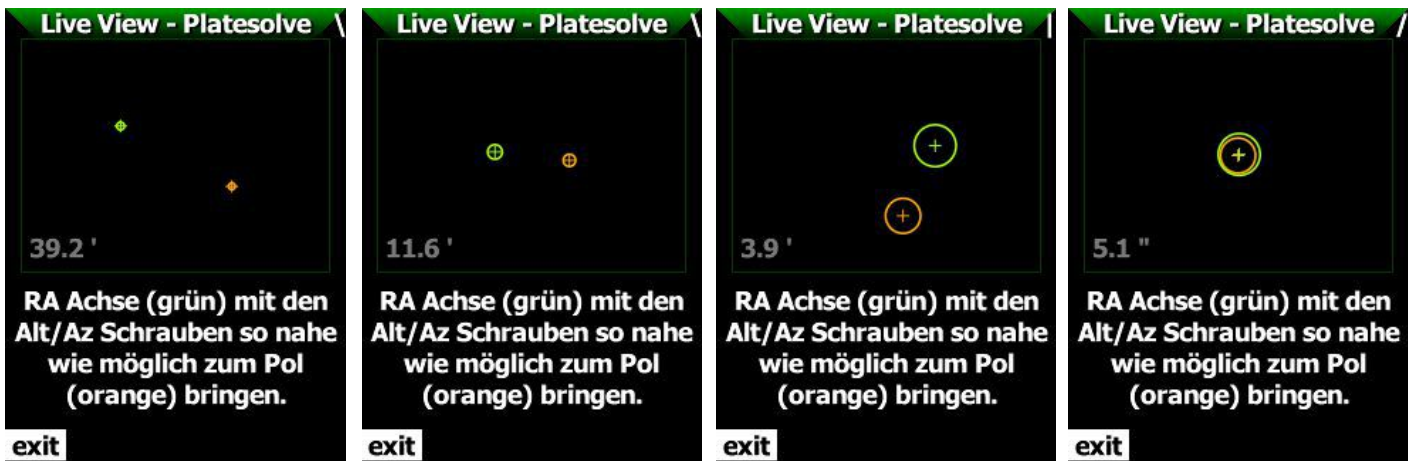 Live View - Platesolve \
39.2 '
RA Achse (grün) mit den
Alt/Az Schrauben so nahe
wie möglich zum Pol
(orange) bringen.
exit
Live View - Platesolve \
11.6 '
RA Achse (grün) mit den
Alt/Az Schrauben so nahe
wie möglich zum Pol
(orange) bringen.
exit
Live View - Platesolve |
3.9 '
RA Achse (grün) mit den
Alt/Az Schrauben so nahe
wie möglich zum Pol
(orange) bringen.
exit
Live View - Platesolve /
5.1 "
RA Achse (grün) mit den
Alt/Az Schrauben so nahe
wie möglich zum Pol
(orange) bringen.
exit